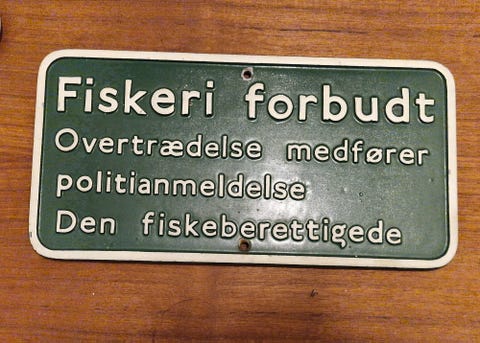 Fiskeri forbudt
Overtrædelse medfører
politianmeldelse
Den fiskeberettigede